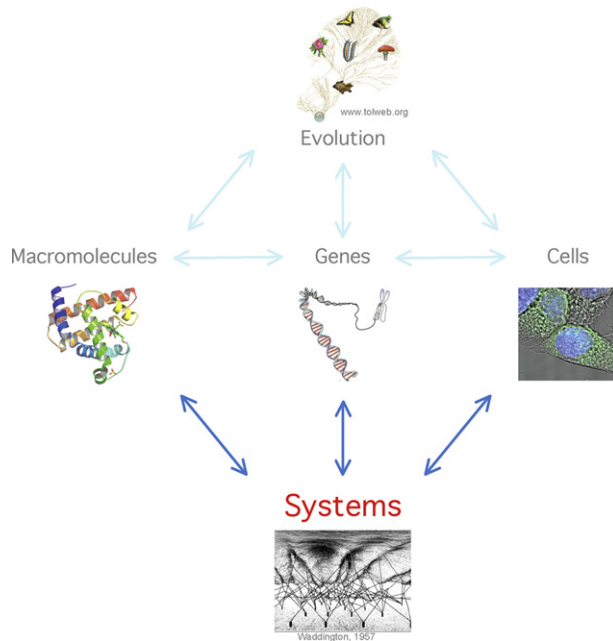 www.tolweb.org
Evolution
Macromolecules
Genes
Cells
Systems
Waddington, 1957